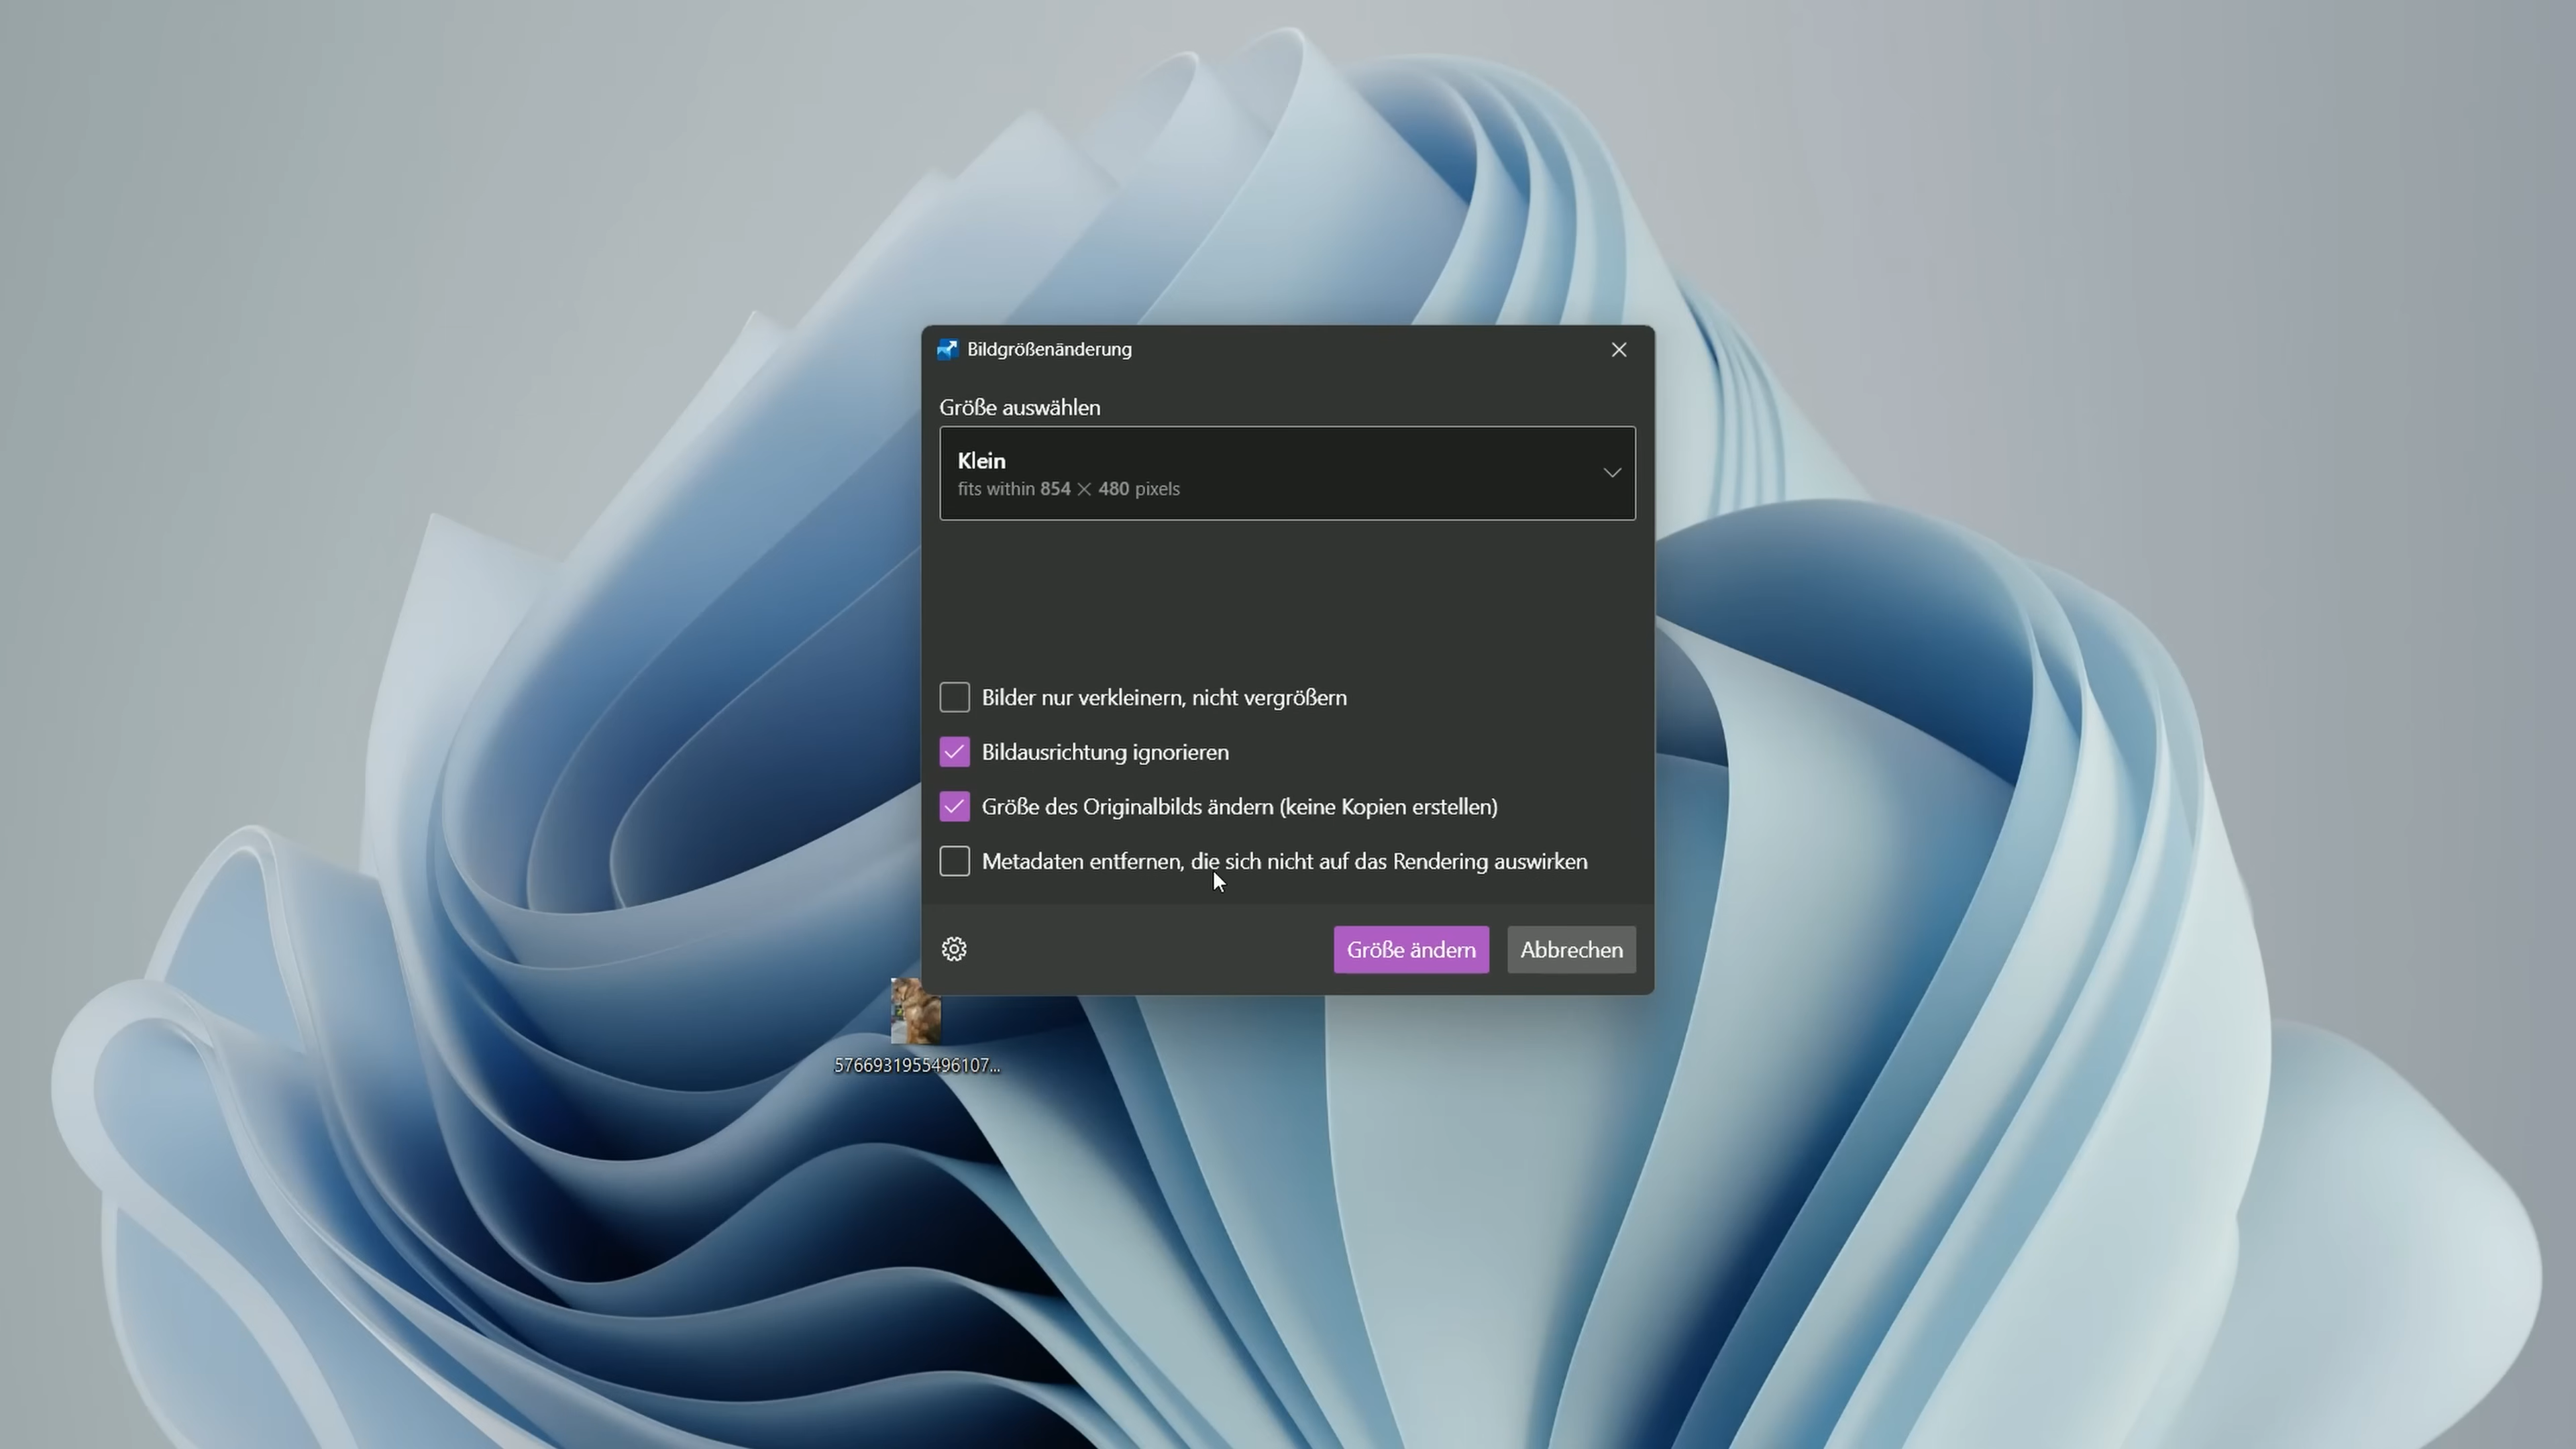 Bildgrößenänderung
Größe auswählen
Klein
fits within 854 × 480 pixels
Bilder nur verkleinern, nicht vergrößern
Bildausrichtung ignorieren
Größe des Originalbilds ändern (keine Kopien erstellen)
Metadaten entfernen, die sich nicht auf das Rendering auswirken
Größe ändern
Abbrechen
5766931955496107...